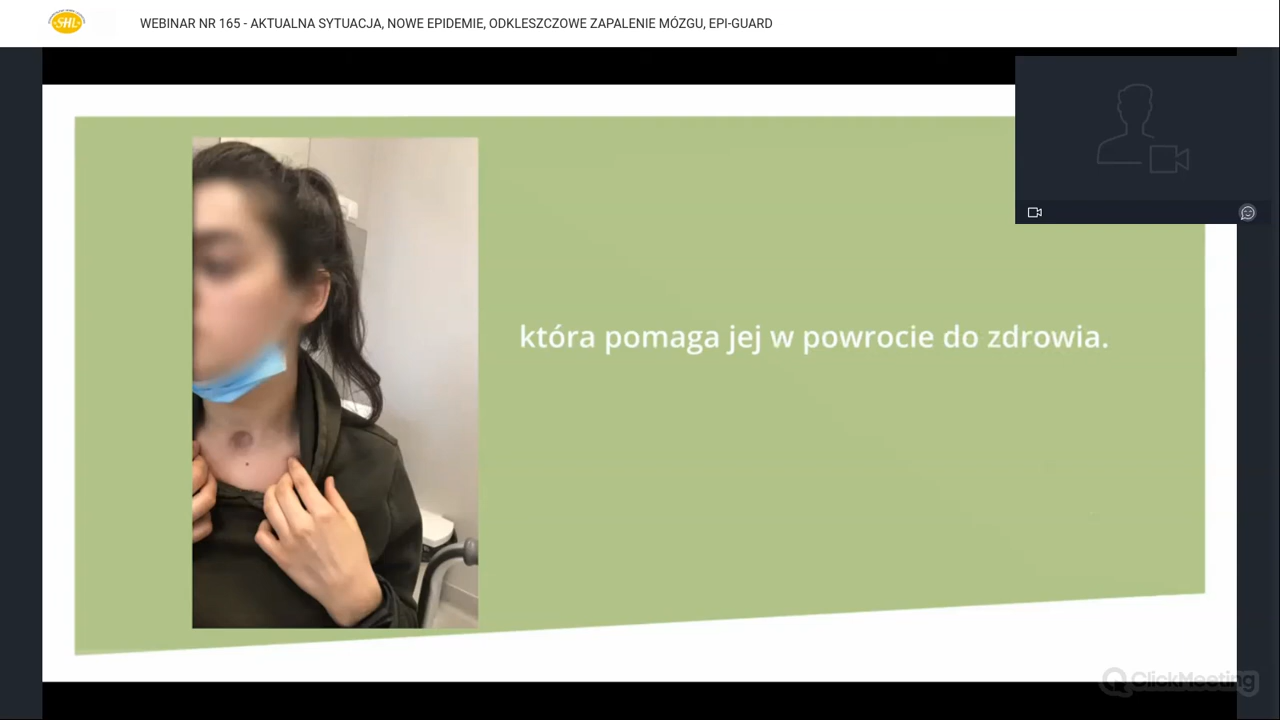 SHL
WEBINAR NR 165 - AKTUALNA SYTUACJA, NOWE EPIDEMIE, ODKLESZCZOWE ZAPALENIE MÓZGU, EPI-GUARD
która pomaga jej w powrocie do zdrowia.
ClickMeeting